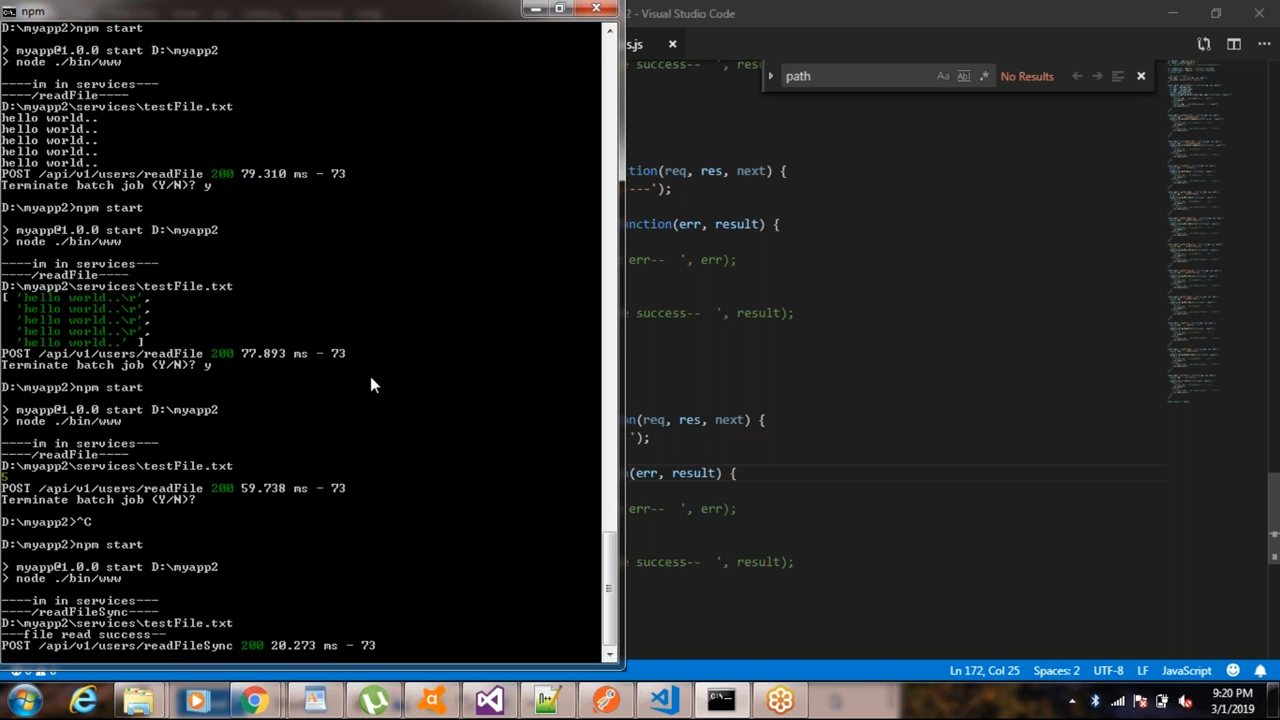 npm
D:\myapp2>npm start
> myapp@1.0.0 start D:\myapp2
> node ./bin/www
----im in services---
----/readFile----
D:\myapp2\services\testFile.txt
hello world..
hello world..
hello world..
hello world..
hello world..
POST /api/v1/users/readFile 200 79.310 ms - 73
Terminate batch job (Y/N)? y
D:\myapp2>npm start
> myapp@1.0.0 start D:\myapp2
> node ./bin/www
----im in services---
----/readFile----
D:\myapp2\services\testFile.txt
[ 'hello world..\r',
'hello world..\r',
'hello world..\r',
'hello world..\r',
'hello world..' ]
POST /api/v1/users/readFile 200 77.893 ms - 73
Terminate batch job (Y/N)? y
D:\myapp2>npm start
> myapp@1.0.0 start D:\myapp2
> node ./bin/www
----im in services---
----/readFile----
D:\myapp2\services\testFile.txt
5
POST /api/v1/users/readFile 200 59.738 ms - 73
Terminate batch job (Y/N)?
D:\myapp2>^C
D:\myapp2>npm start
> myapp@1.0.0 start D:\myapp2
> node ./bin/www
----im in services---
----/readFileSync----
D:\myapp2\services\testFile.txt
---file read success--
POST /api/v1/users/readFileSync 200 20.273 ms - 73
2 - Visual Studio Code
s.js
path
No Results
success-- ', resu
tion(req, res, next) {
---');
nction(err, result)
err-- ', err);
e success-- ', result);
on(req, res, next) {
');
(err, result) {
err-- ', err);
e success-- ', result);
Ln 172, Col 25 Spaces: 2 UTF-8 LF JavaScript
9:20 PM
3/1/2019